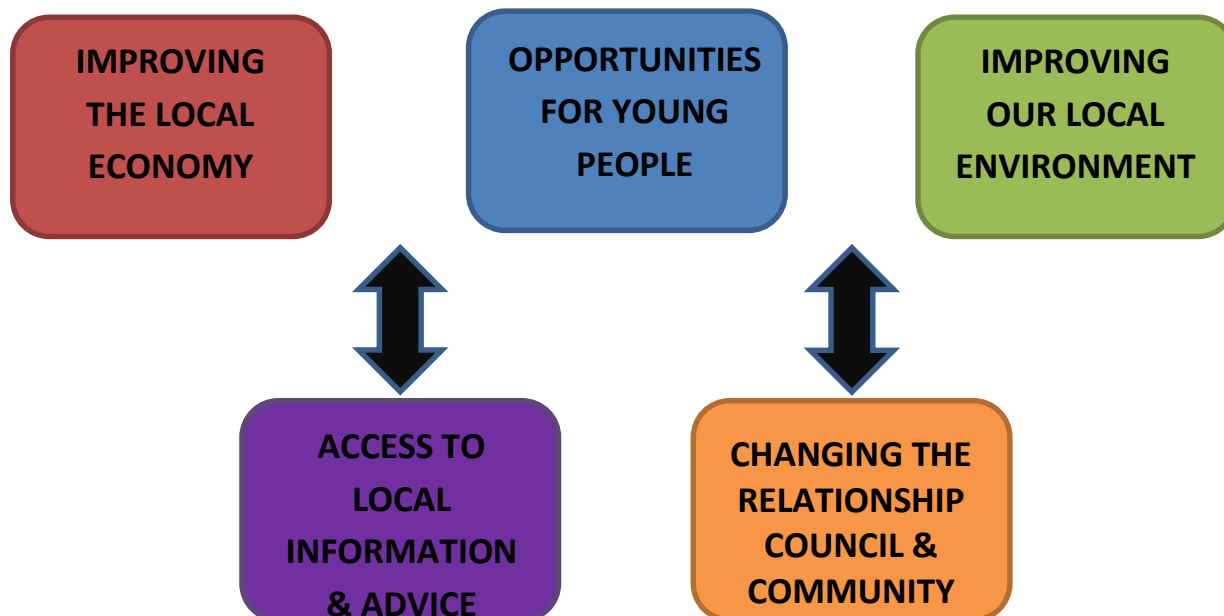 IMPROVING
THE LOCAL
ECONOMY
OPPORTUNITIES
FOR YOUNG
PEOPLE
IMPROVING
OUR LOCAL
ENVIRONMENT
ACCESS TO
LOCAL
INFORMATION
& ADVICE
CHANGING THE
RELATIONSHIP
COUNCIL &
COMMUNITY